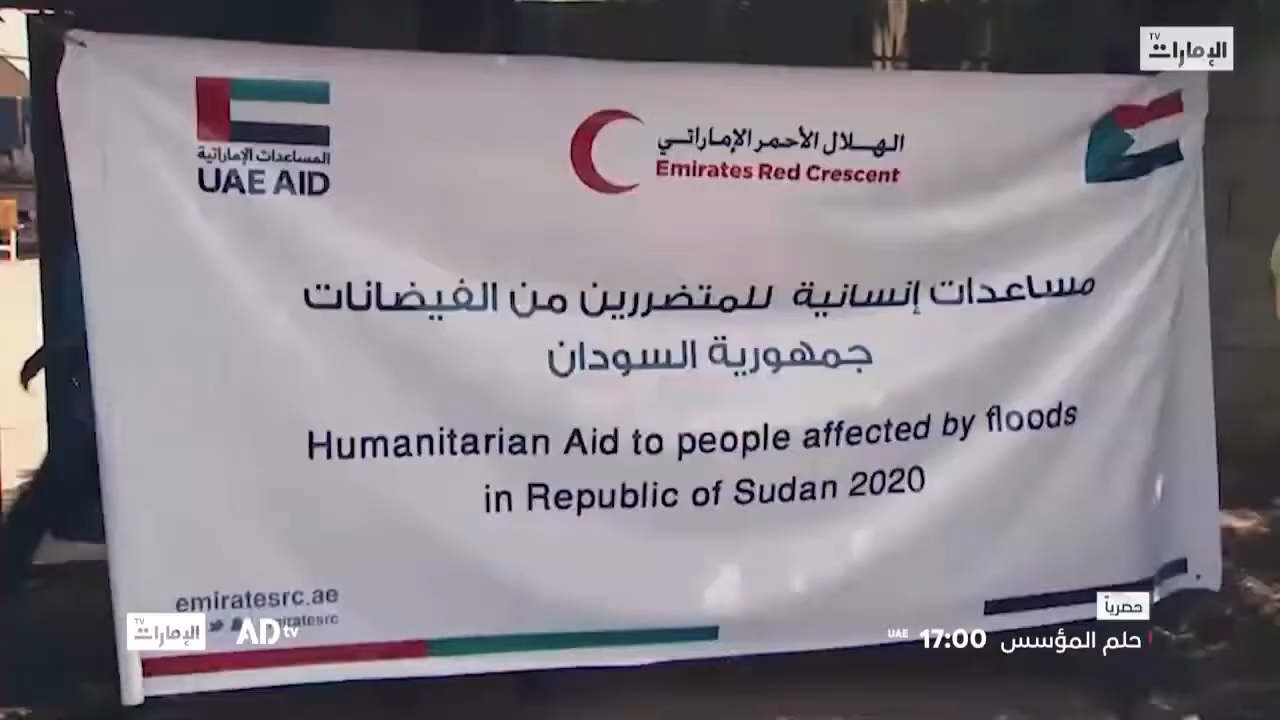 الإمارات TV
المساعدات الإماراتية
UAE AID
الهلال الأحمر الإماراتي
Emirates Red Crescent
مساعدات إنسانية للمتضررين من الفيضانات
جمهورية السودان
Humanitarian Aid to people affected by floods
in Republic of Sudan 2020
emiratesrc.ae
الإمارات TV
ADtv
حصرياً
حلم المؤسس 17:00 UAE